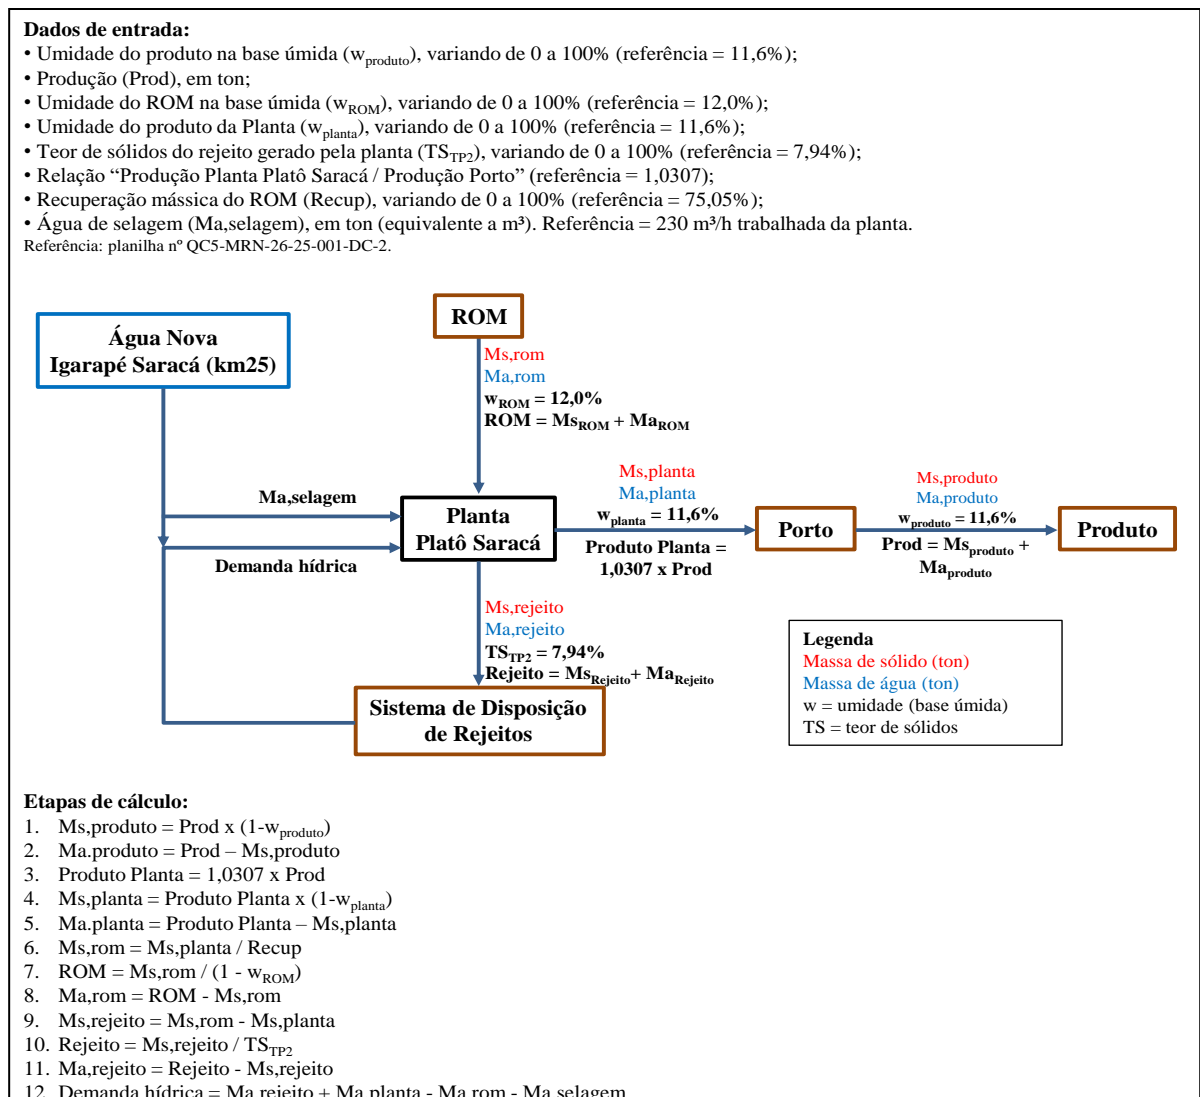 Dados de entrada:
• Umidade do produto na base úmida (wproduto), variando de 0 a 100% (referência = 11,6%);
• Produção (Prod), em ton;
• Umidade do ROM na base úmida (wROM), variando de 0 a 100% (referência = 12,0%);
• Umidade do produto da Planta (wplanta), variando de 0 a 100% (referência = 11,6%);
• Teor de sólidos do rejeito gerado pela planta (TSTP2), variando de 0 a 100% (referência = 7,94%);
• Relação “Produção Planta Platô Saracá / Produção Porto” (referência = 1,0307);
• Recuperação mássica do ROM (Recup), variando de 0 a 100% (referência = 75,05%);
• Água de selagem (Ma,selagem), em ton (equivalente a m³). Referência = 230 m³/h trabalhada da planta.
Referência: planilha nº QC5-MRN-26-25-001-DC-2.
Água Nova
Igarapé Saracá (km25)
ROM
Ms,rom
Ma,rom
wROM = 12,0%
ROM = MsROM + MaROM
Ma,selagem
Demanda hídrica
Planta
Platô Saracá
Ms,planta
Ma,planta
wplanta = 11,6%
Produto Planta =
1,0307 x Prod
Porto
Ms,produto
Ma,produto
wproduto = 11,6%
Prod = Msproduto +
Maproduto
Produto
Ms,rejeito
Ma,rejeito
TSTP2 = 7,94%
Rejeito = MsRejeito+ MaRejeito
Sistema de Disposição
de Rejeitos
Legenda
Massa de sólido (ton)
Massa de água (ton)
w = umidade (base úmida)
TS = teor de sólidos
Etapas de cálculo:
1. Ms,produto = Prod x (1-wproduto)
2. Ma.produto = Prod – Ms,produto
3. Produto Planta = 1,0307 x Prod
4. Ms,planta = Produto Planta x (1-wplanta)
5. Ma.planta = Produto Planta – Ms,planta
6. Ms,rom = Ms,planta / Recup
7. ROM = Ms,rom / (1 - wROM)
8. Ma,rom = ROM - Ms,rom
9. Ms,rejeito = Ms,rom - Ms,planta
10. Rejeito = Ms,rejeito / TSTP2
11. Ma,rejeito = Rejeito - Ms,rejeito
12. Demanda hídrica = Ma,rejeito + Ma,planta - Ma,rom - Ma,selagem